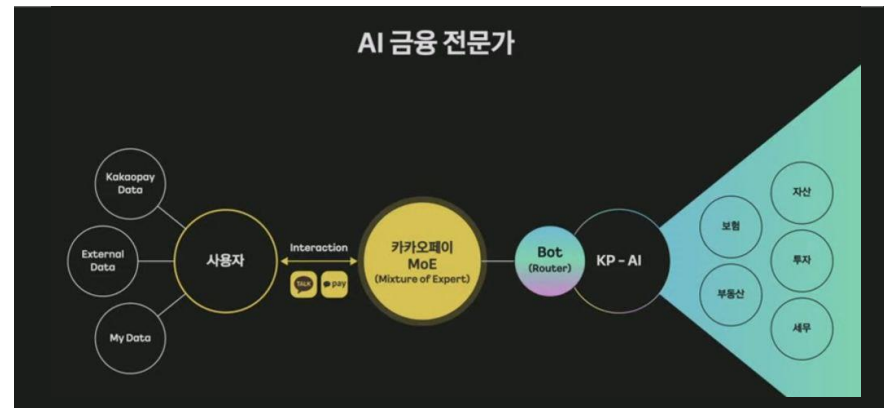 AI 금융 전문가
Kakaopay
Data
External
Data
My Data
사용자
Interaction
TALK
pay
카카오페이
MoE
(Mixture of Expert)
Bot
(Router)
KP - AI
보험
부동산
자산
투자
세무